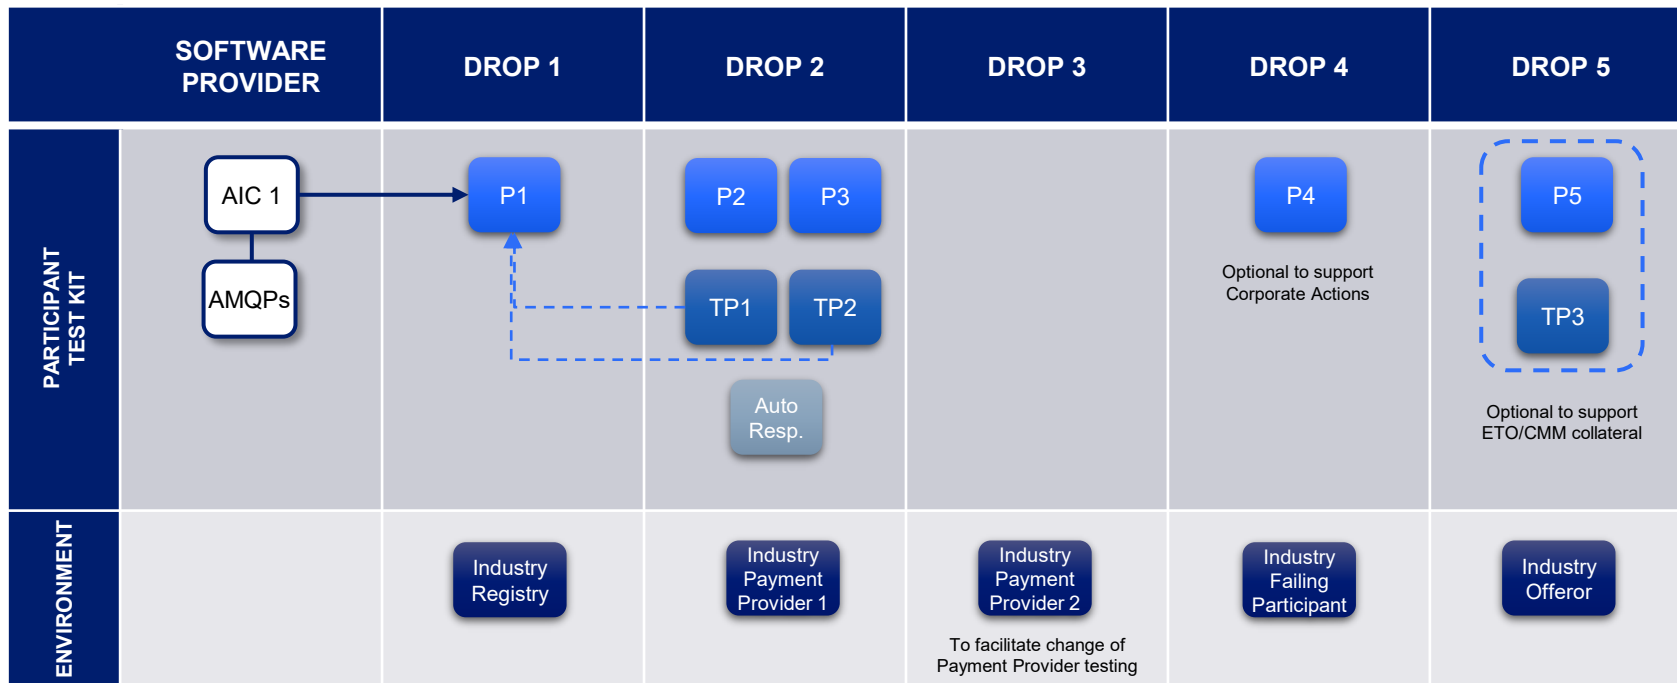 SOFTWARE
PROVIDER
DROP 1
DROP 2
DROP 3
DROP 4
DROP 5
PARTICIPANT
TEST KIT
AIC 1
AMQPs
P1
P2
P3
TP1
TP2
Auto
Resp.
P4
Optional to support
Corporate Actions
P5
TP3
Optional to support
ETO/CMM collateral
ENVIRONMENT
Industry
Registry
Industry
Payment
Provider 1
Industry
Payment
Provider 2
To facilitate change of
Payment Provider testing
Industry
Failing
Participant
Industry
Offeror